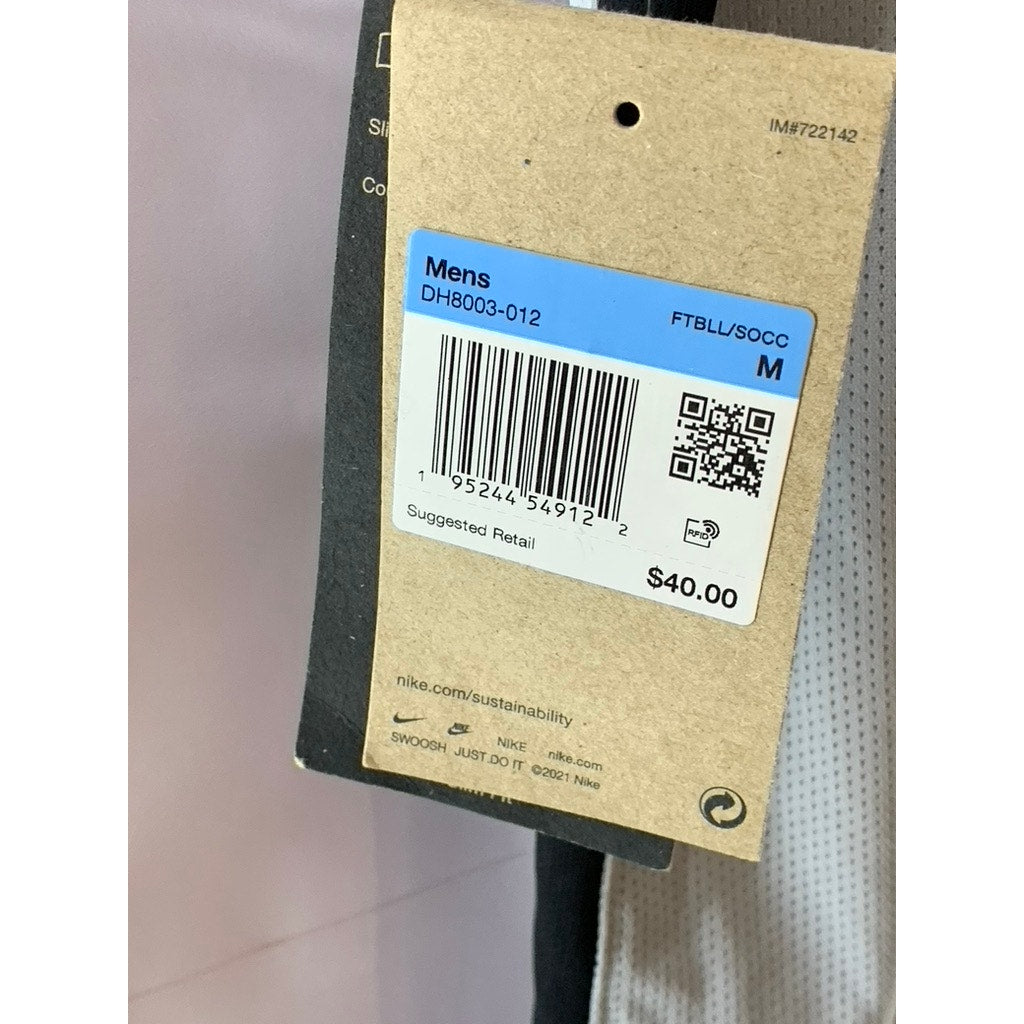 IM#722142
Mens
DH8003-012
FTBLL/SOCC
M
1 95244 54912 2
RFID
Suggested Retail
$40.00
nike.com/sustainability
NIKE nike.com
SWOOSH JUST DO IT ©2021 Nike